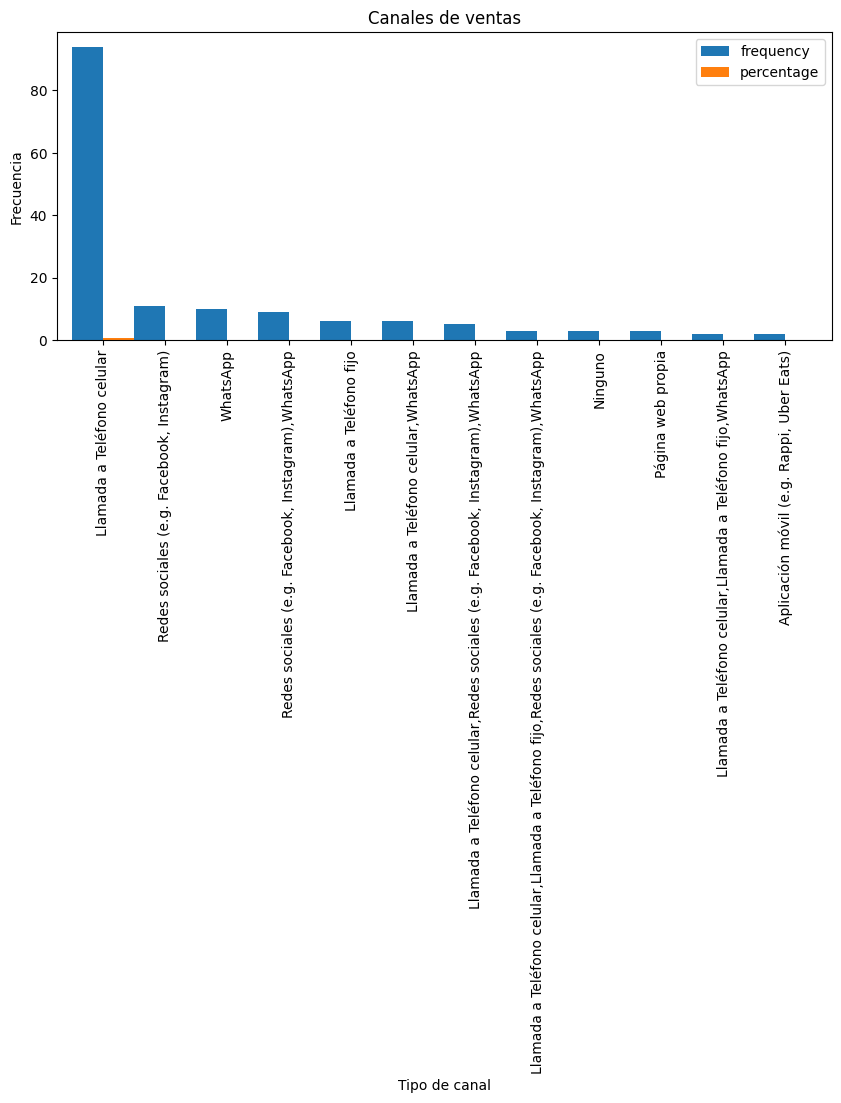 Canales de ventas
frequency
percentage
Frecuencia
80
60
40
20
0
Llamada a Teléfono celular
Redes sociales (e.g. Facebook, Instagram)
WhatsApp
Redes sociales (e.g. Facebook, Instagram),WhatsApp
Llamada a Teléfono fijo
Llamada a Teléfono celular,WhatsApp
Llamada a Teléfono celular,Redes sociales (e.g. Facebook, Instagram),WhatsApp
Llamada a Teléfono celular,Llamada a Teléfono fijo,Redes sociales (e.g. Facebook, Instagram),WhatsApp
Ninguno
Página web propia
Llamada a Teléfono celular,Llamada a Teléfono fijo,WhatsApp
Aplicación móvil (e.g. Rappi, Uber Eats)
Tipo de canal